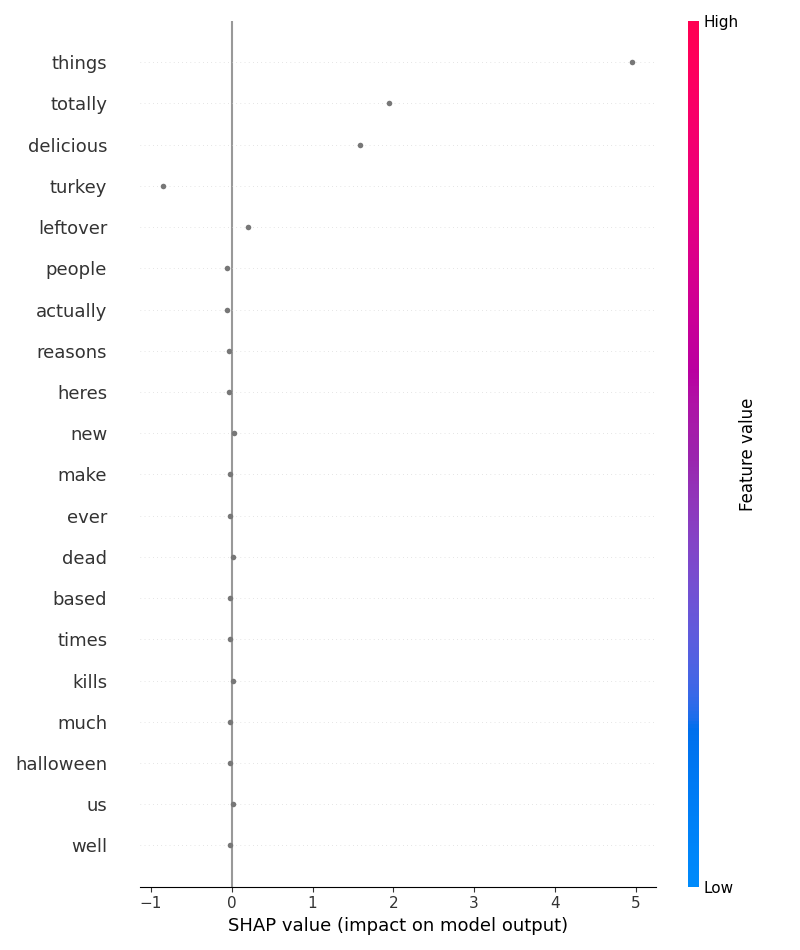 High
things
totally
delicious
turkey
leftover
people
actually
reasons
heres
new
make
ever
dead
based
times
kills
much
halloween
us
well
Feature value
Low
−1 0 1 2 3 4 5
SHAP value (impact on model output)